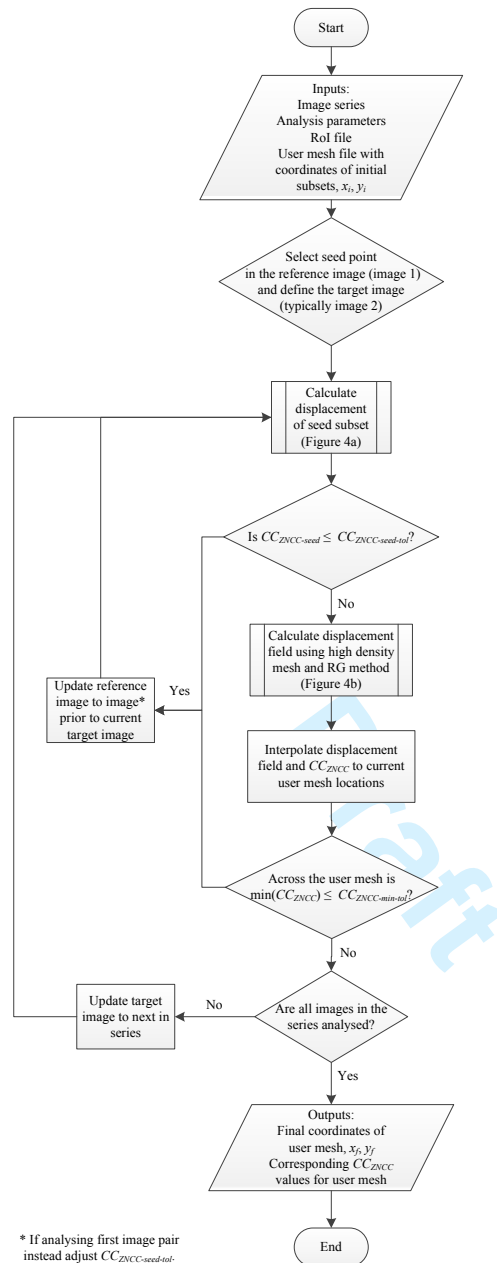 Start
Inputs:
Image series
Analysis parameters
RoI file
User mesh file with
coordinates of initial
subsets, xi, yi
Select seed point
in the reference image (image 1)
and define the target image
(typically image 2)
Calculate
displacement
of seed subset
(Figure 4a)
Is CCZNCC-seed ≤ CCZNCC-seed-tol?
No
Calculate displacement
field using high density
mesh and RG method
(Figure 4b)
Yes
Update reference
image to image*
prior to current
target image
Interpolate displacement
field and CCZNCC to current
user mesh locations
Across the user mesh is
min(CCZNCC) ≤ CCZNCC-min-tol?
No
Are all images in the
series analysed?
No
Update target
image to next in
series
Yes
Outputs:
Final coordinates of
user mesh, xf, yf
Corresponding CCZNCC
values for user mesh
End
* If analysing first image pair
instead adjust CCZNCC-seed-tol.
Draft